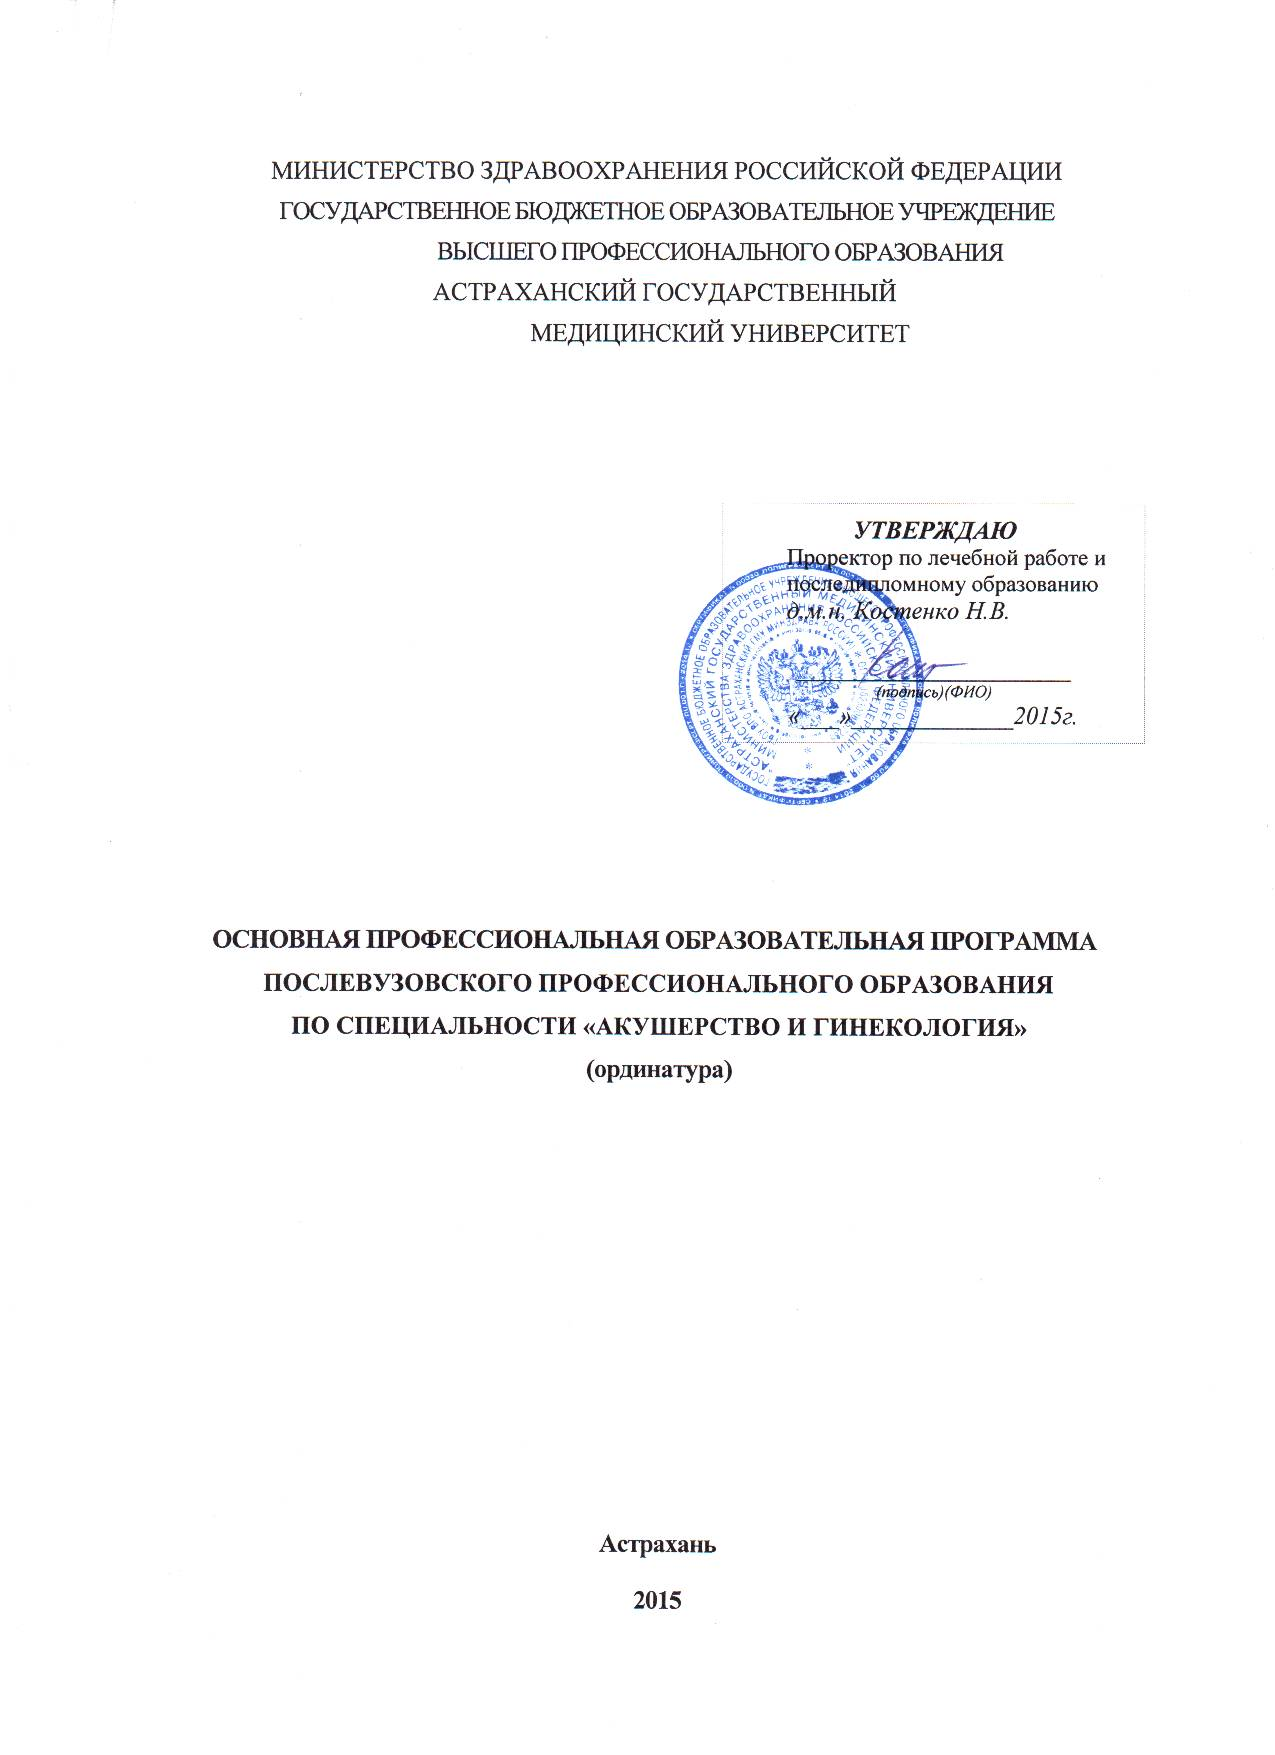 МИНИСТЕРСТВО ЗДРАВООХРАНЕНИЯ РОССИЙСКОЙ ФЕДЕРАЦИИ
ГОСУДАРСТВЕННОЕ БЮДЖЕТНОЕ ОБРАЗОВАТЕЛЬНОЕ УЧРЕЖДЕНИЕ
ВЫСШЕГО ПРОФЕССИОНАЛЬНОГО ОБРАЗОВАНИЯ
АСТРАХАНСКИЙ ГОСУДАРСТВЕННЫЙ
МЕДИЦИНСКИЙ УНИВЕРСИТЕТ
УТВЕРЖДАЮ
Проректор по лечебной работе и
последипломному образованию
д.м.н. Костенко Н.В.
(подпись)(ФИО)
«___»_____________2015г.
ОСНОВНАЯ ПРОФЕССИОНАЛЬНАЯ ОБРАЗОВАТЕЛЬНАЯ ПРОГРАММА
ПОСЛЕВУЗОВСКОГО ПРОФЕССИОНАЛЬНОГО ОБРАЗОВАНИЯ
ПО СПЕЦИАЛЬНОСТИ «АКУШЕРСТВО И ГИНЕКОЛОГИЯ»
(ординатура)
Астрахань
2015